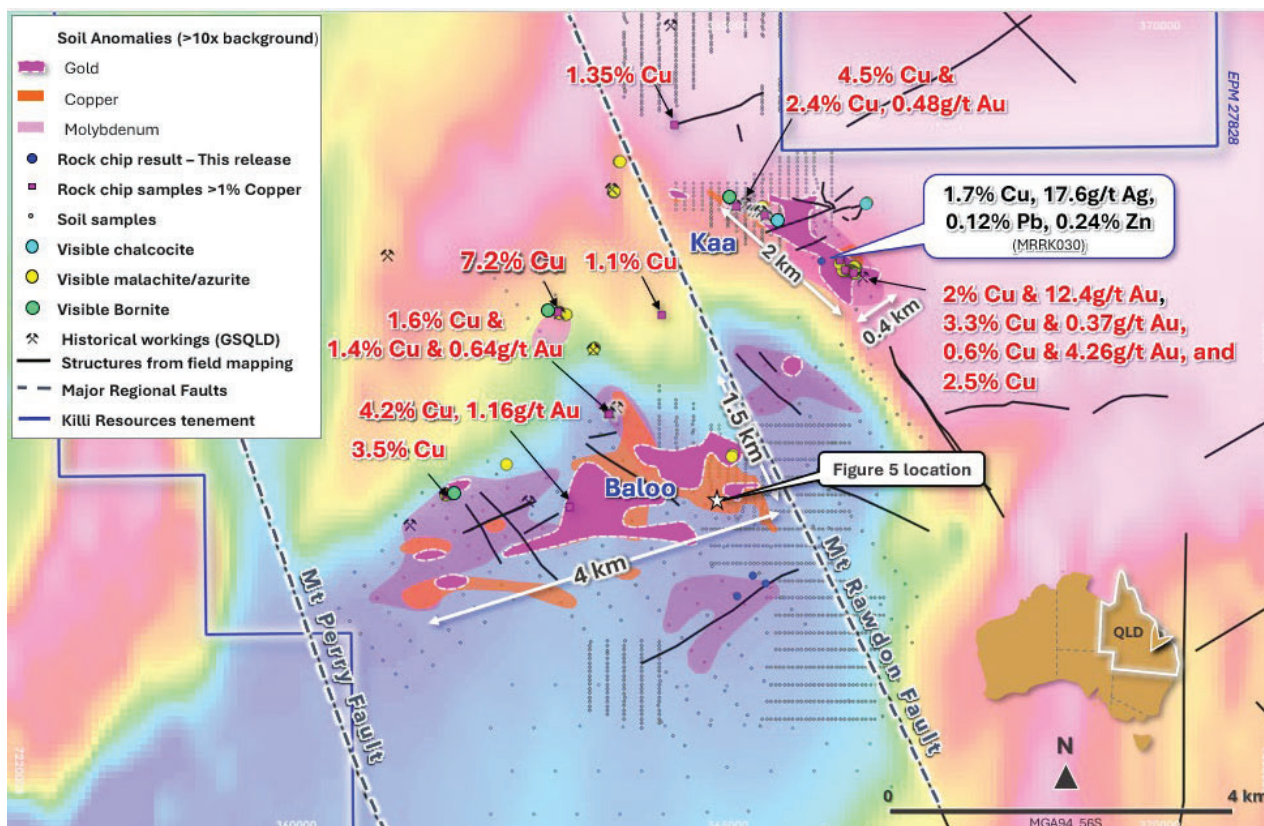 Soil Anomalies (>10x background)
Gold
Copper
Molybdenum
Rock chip result – This release
Rock chip samples >1% Copper
Soil samples
Visible chalcocite
Visible malachite/azurite
Visible Bornite
Historical workings (GSQLD)
Structures from field mapping
Major Regional Faults
Killi Resources tenement
370000
EPM 27828
1.35% Cu
4.5% Cu &
2.4% Cu, 0.48g/t Au
1.7% Cu, 17.6g/t Ag,
0.12% Pb, 0.24% Zn
(MRRK030)
Kaa
2 km
0.4 km
7.2% Cu
1.1% Cu
1.6% Cu &
1.4% Cu & 0.64g/t Au
2% Cu & 12.4g/t Au,
3.3% Cu & 0.37g/t Au,
0.6% Cu & 4.26g/t Au, and
2.5% Cu
4.2% Cu, 1.16g/t Au
3.5% Cu
1.5 km
Baloo
Figure 5 location
4 km
Mt Perry Fault
Mt Rawdon Fault
QLD
N
0
4 km
MGA94_56S
360000
365000